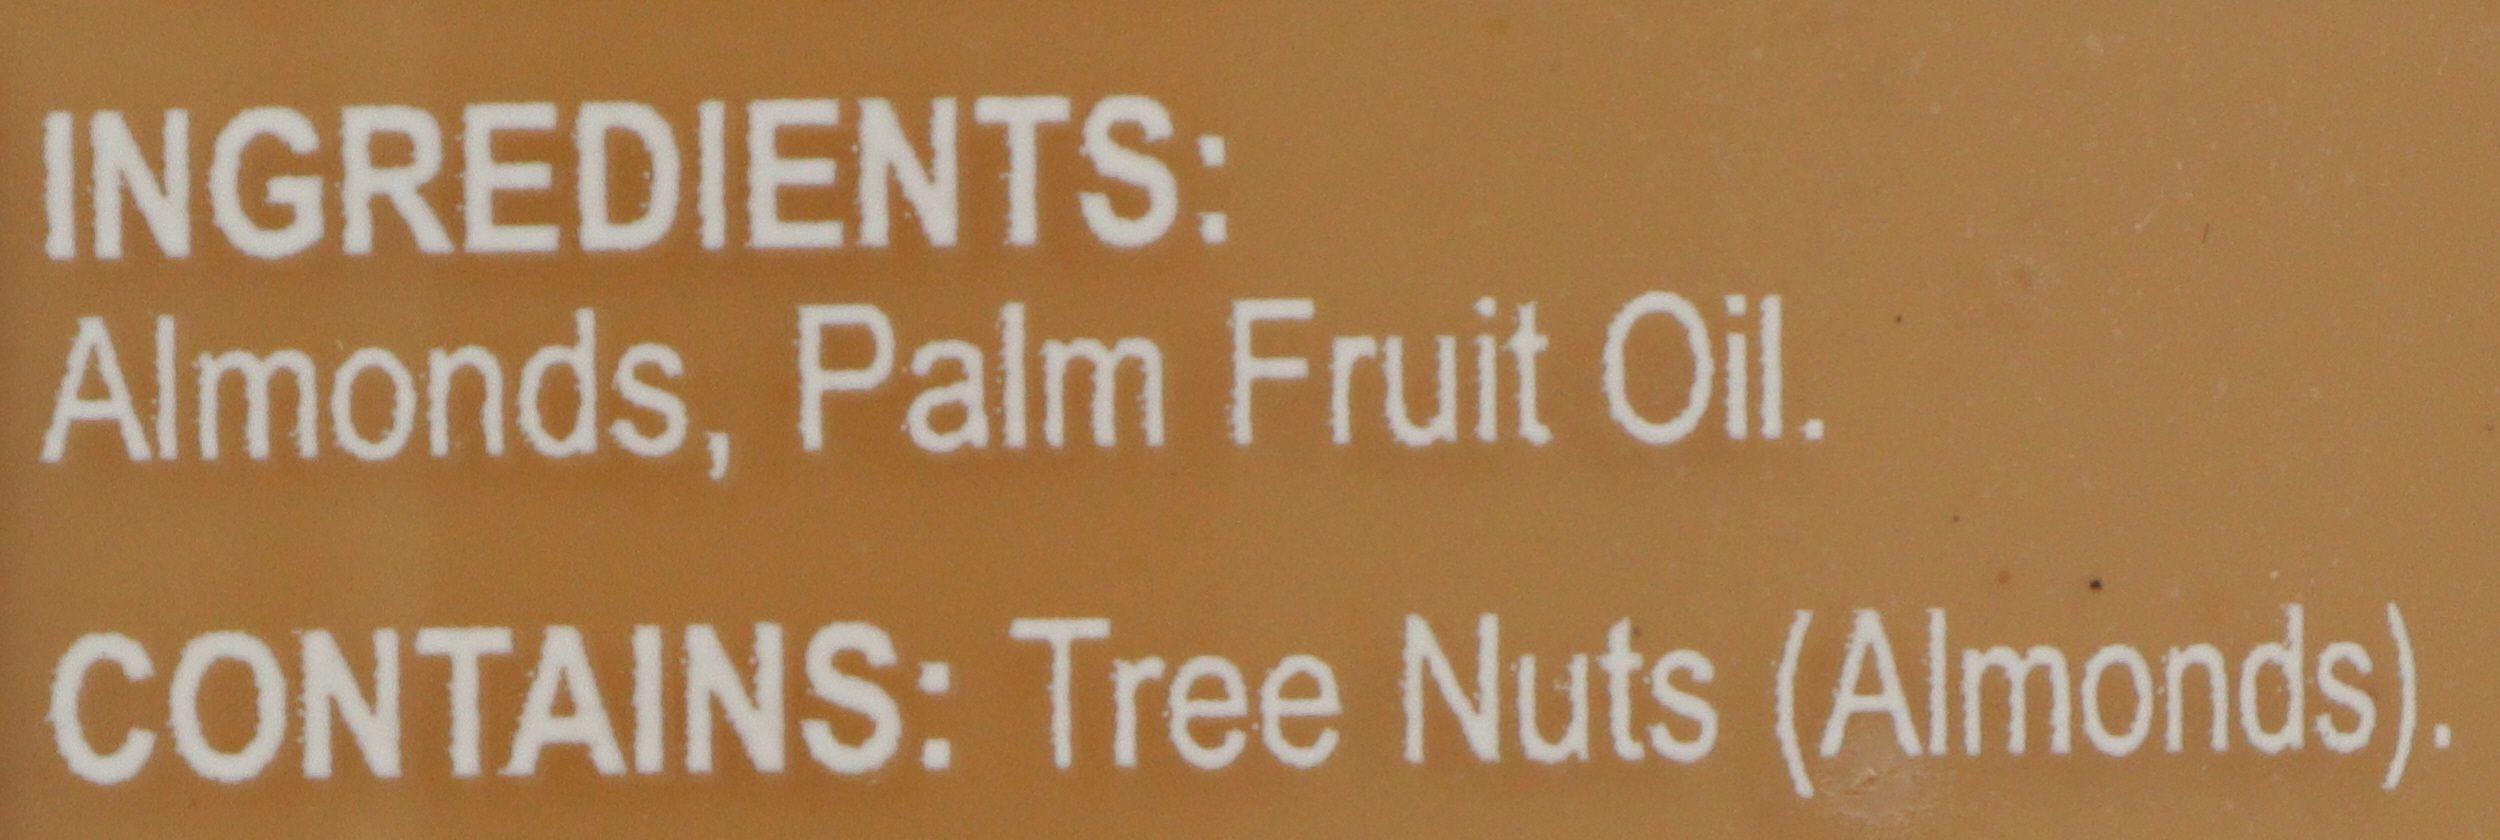 INGREDIENTS:
Almonds, Palm Fruit Oil.
CONTAINS: Tree Nuts (Almonds).